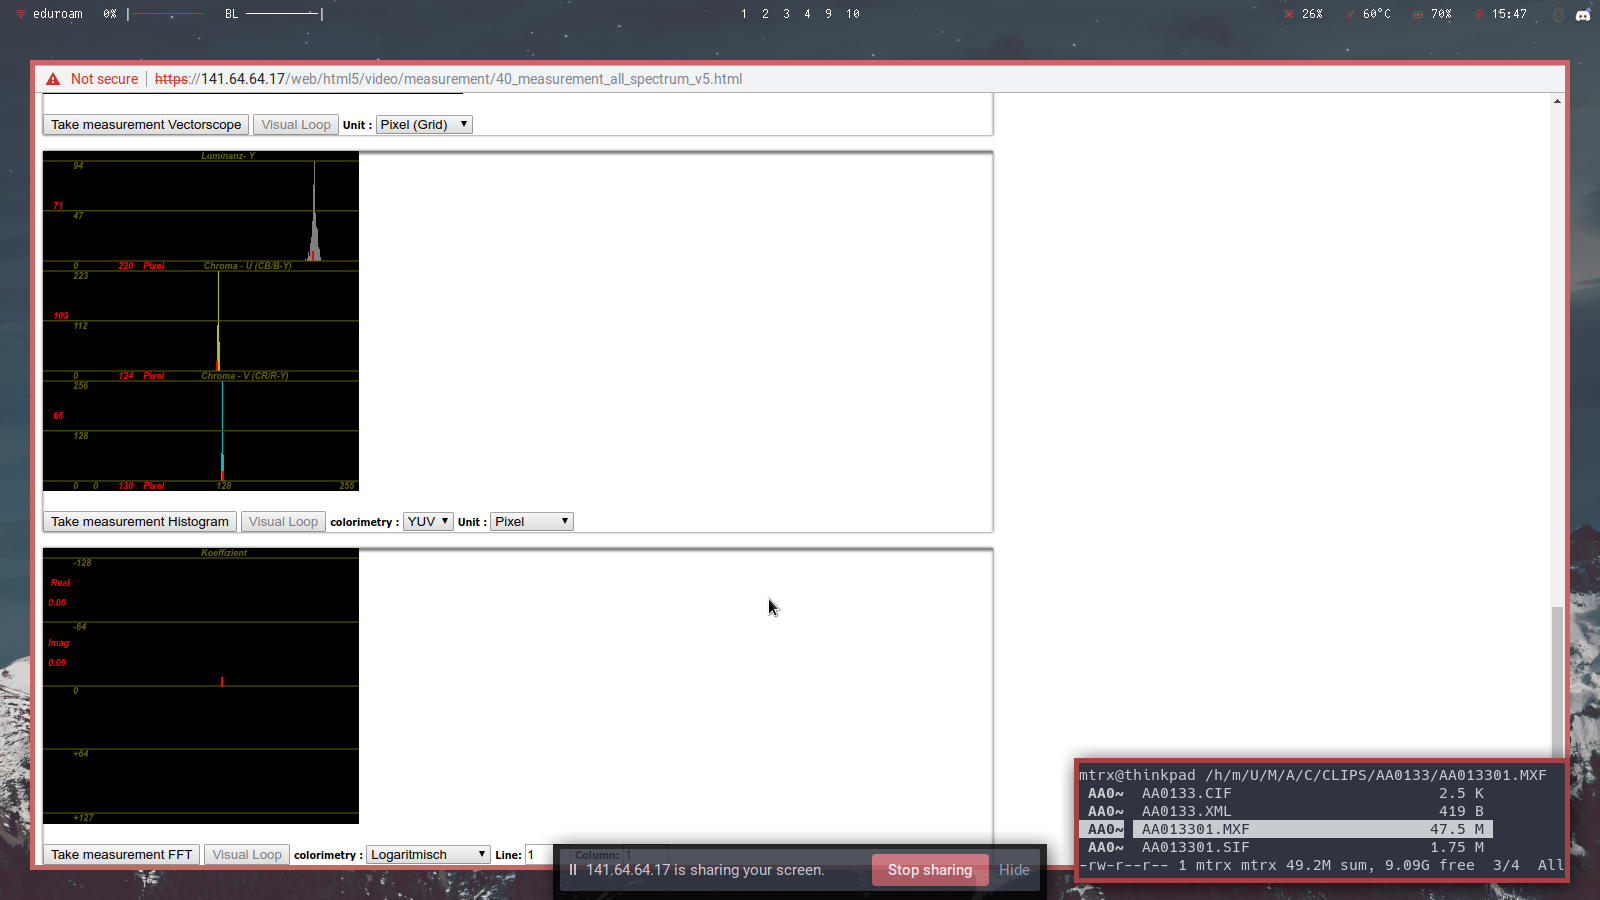 eduroam 0% BL 1 2 3 4 9 10 26% 60°C 70% 15:47
Not secure https://141.64.64.17/web/html5/video/measurement/40_measurement_all_spectrum_v5.html
Take measurement Vectorscope Visual Loop Unit : Pixel (Grid)
Luminanz- Y
94
71
47
0 220 Pixel Chroma - U (CB/B-Y)
223
103
112
0 124 Pixel Chroma - V (CR/R-Y)
256
66
128
0 0 130 Pixel 128 255
Take measurement Histogram Visual Loop colorimetry : YUV Unit : Pixel
Koeffizient
-128
Real
0.00
-64
Imag
0.00
0
+64
+127
Take measurement FFT Visual Loop colorimetry : Logaritmisch Line: 1 Column: 1
141.64.64.17 is sharing your screen. Stop sharing Hide
mtrx@thinkpad /h/m/U/M/A/C/CLIPS/AA0133/AA013301.MXF
AA0~ AA0133.CIF 2.5 K
AA0~ AA0133.XML 419 B
AA0~ AA013301.MXF 47.5 M
AA0~ AA013301.SIF 1.75 M
-rw-r--r-- 1 mtrx mtrx 49.2M sum, 9.09G free 3/4 All